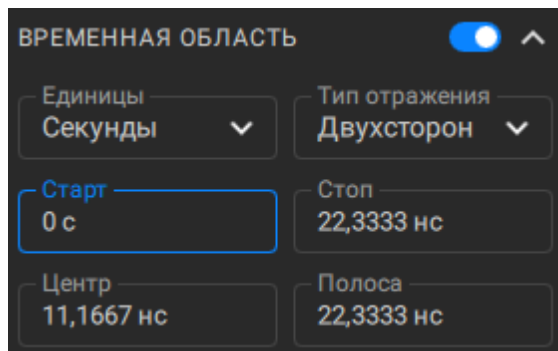 ВРЕМЕННАЯ ОБЛАСТЬ
Единицы
Секунды
Тип отражения
Двухсторон
Старт
0 с
Стоп
22,3333 нс
Центр
11,1667 нс
Полоса
22,3333 нс